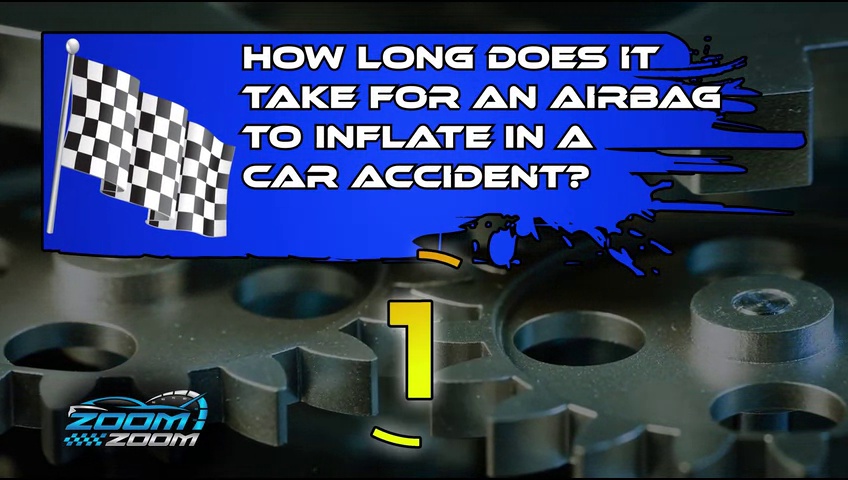 HOW LONG DOES IT
TAKE FOR AN AIRBAG
TO INFLATE IN A
CAR ACCIDENT?
1
ZOOM
ZOOM